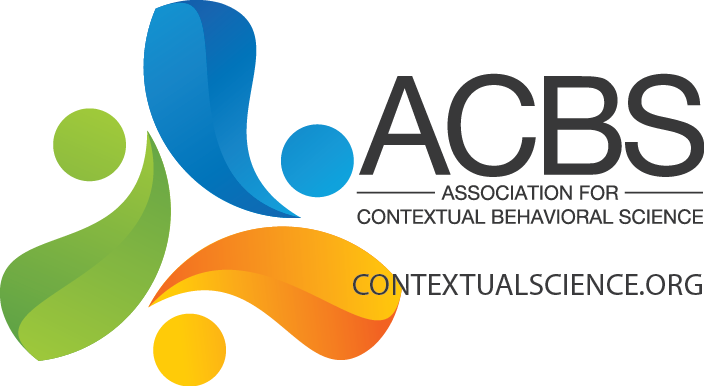 ACBS
ASSOCIATION FOR
CONTEXTUAL BEHAVIORAL SCIENCE
CONTEXTUALSCIENCE.ORG